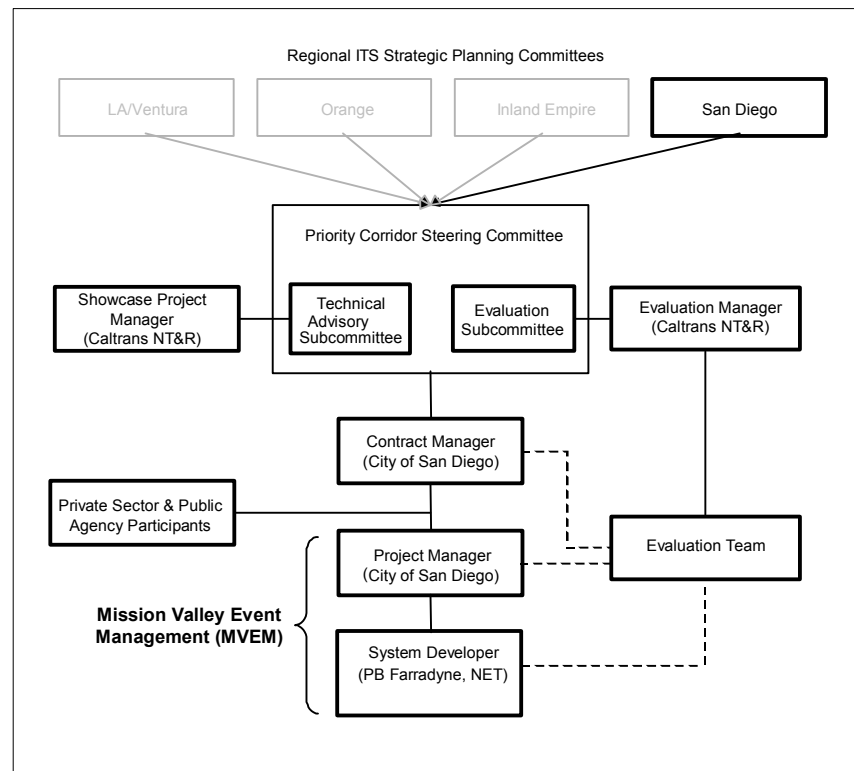 Regional ITS Strategic Planning Committees
LA/Ventura
Orange
Inland Empire
San Diego
Priority Corridor Steering Committee
Showcase Project
Manager
(Caltrans NT&R)
Technical
Advisory
Subcommittee
Evaluation
Subcommittee
Evaluation Manager
(Caltrans NT&R)
Contract Manager
(City of San Diego)
Private Sector & Public
Agency Participants
Project Manager
(City of San Diego)
Evaluation Team
Mission Valley Event
Management (MVEM)
System Developer
(PB Farradyne, NET)